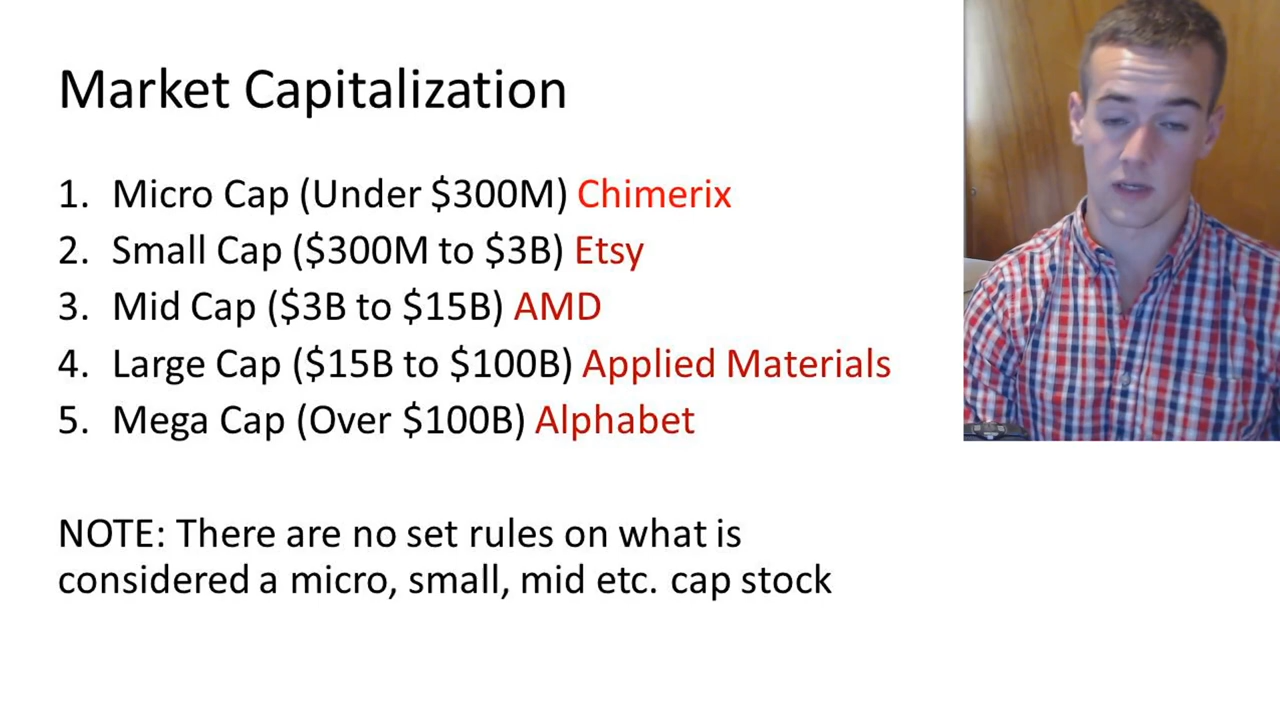 Market Capitalization
1. Micro Cap (Under $300M) Chimerix
2. Small Cap ($300M to $3B) Etsy
3. Mid Cap ($3B to $15B) AMD
4. Large Cap ($15B to $100B) Applied Materials
5. Mega Cap (Over $100B) Alphabet
NOTE: There are no set rules on what is
considered a micro, small, mid etc. cap stock